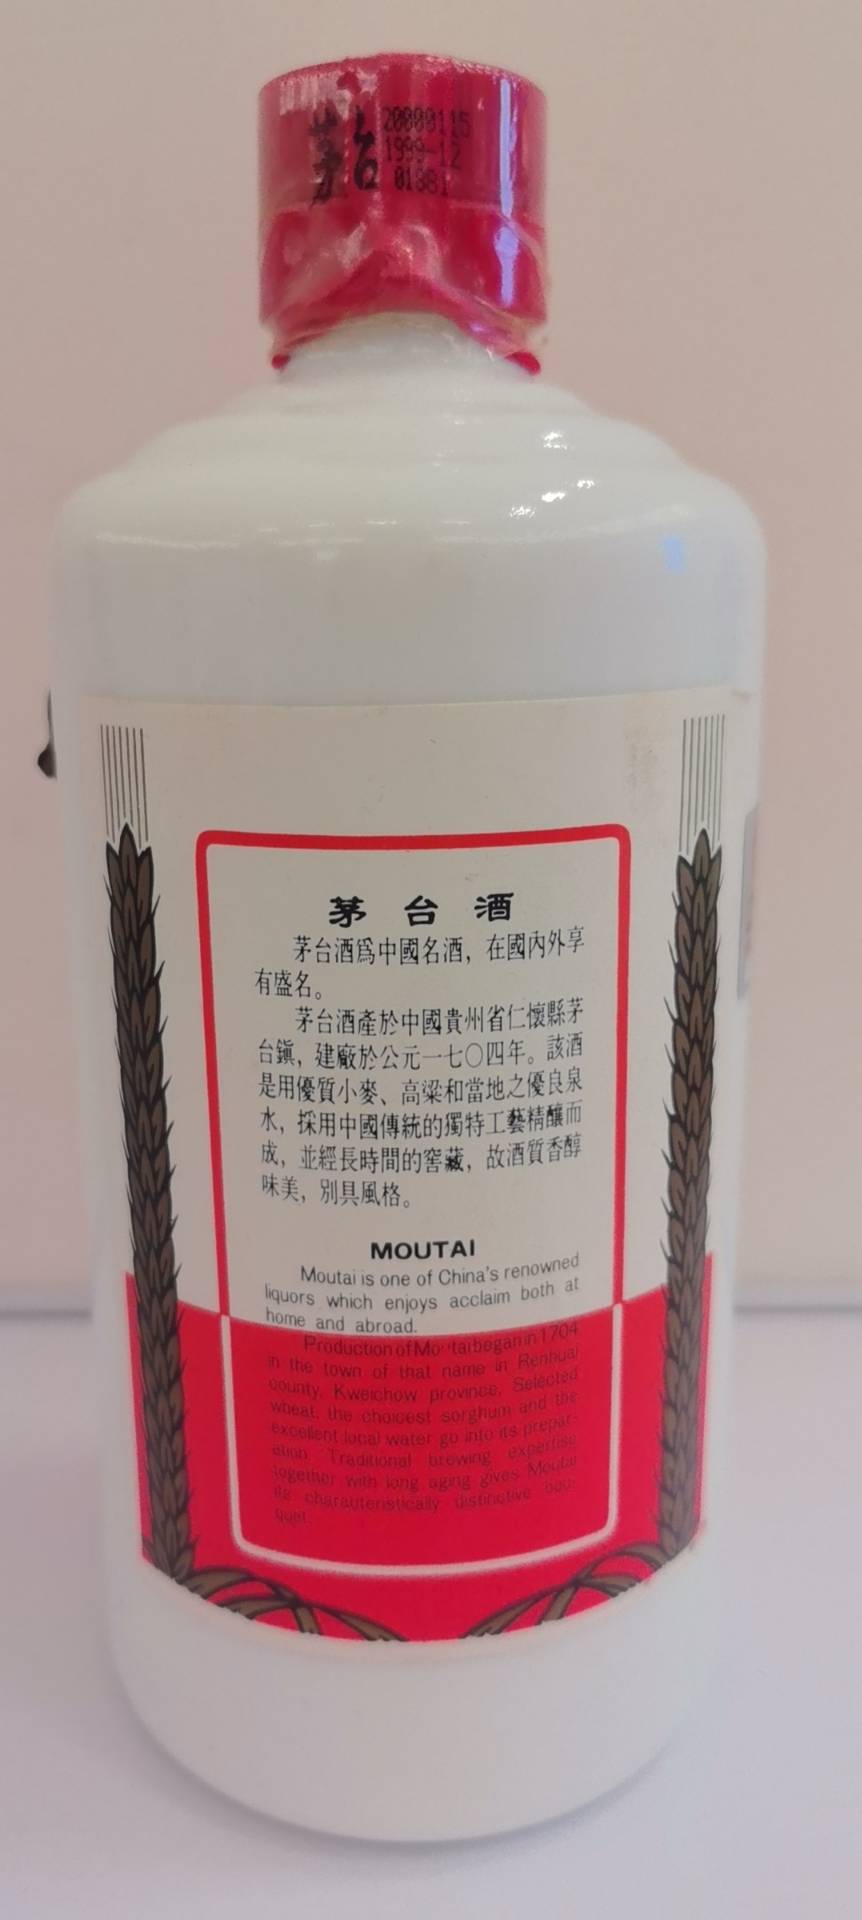 茅台
20000115
1999-12
01881
茅台酒
茅台酒爲中國名酒，在國內外享
有盛名。
茅台酒產於中國貴州省仁懷縣茅
台鎭，建廠於公元一七〇四年。該酒
是用優質小麥、高粱和當地之優良泉
水，採用中國傳統的獨特工藝精釀而
成，並經長時間的窖藏，故酒質香醇
味美，別具風格。
MOUTAI
Moutai is one of China's renowned
liquors which enjoys acclaim both at
home and abroad.
Production of Moutai began in 1704
in the town of that name in Renhuai
county, Kweichow province. Selected
wheat, the choicest sorghum and the
excellent local water go into its prepar-
ation. Traditional brewing expertise
together with long aging gives Moutai
its characteristically distinctive bou-
quet.